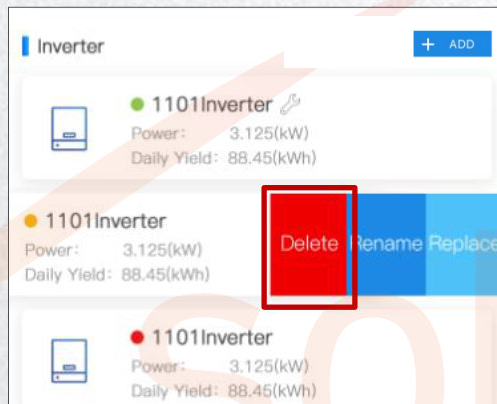 Inverter
+ ADD
1101Inverter
Power: 3.125(kW)
Daily Yield: 88.45(kWh)
1101Inverter
Power: 3.125(kW)
Daily Yield: 88.45(kWh)
Delete Rename Replace
1101Inverter
Power: 3.125(kW)
Daily Yield: 88.45(kWh)